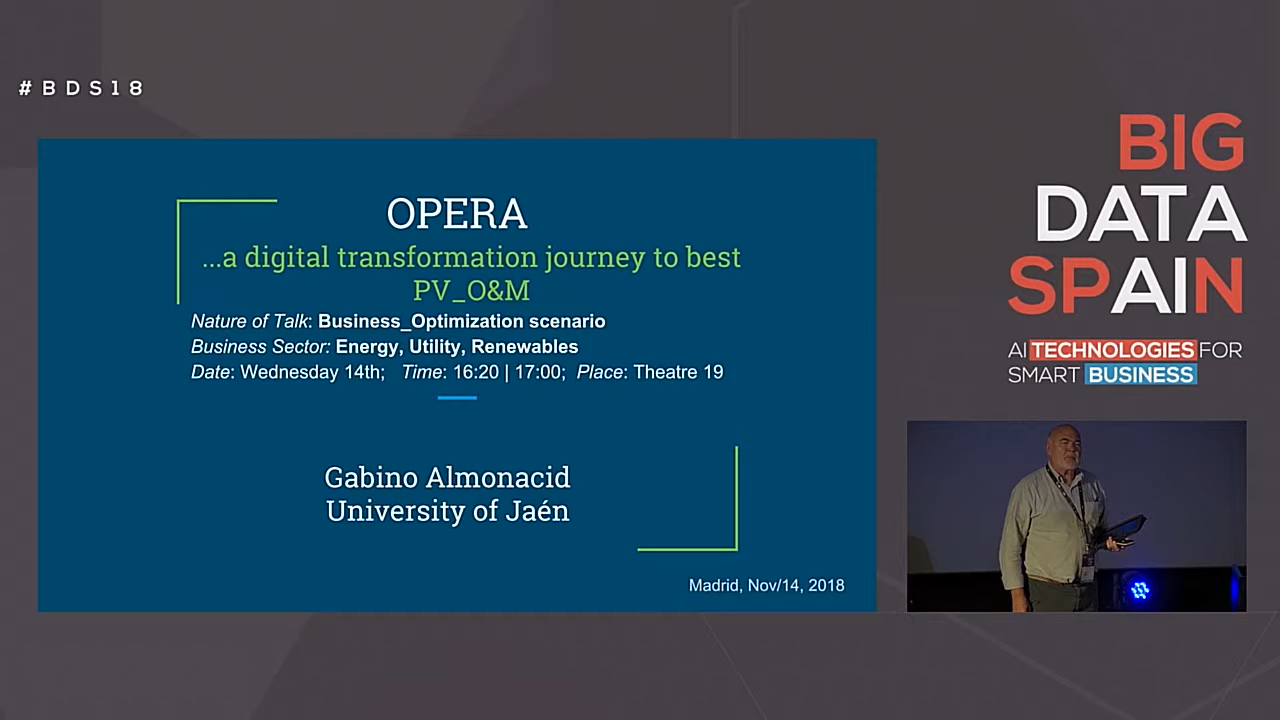 #BDS18
OPERA
...a digital transformation journey to best
PV_O&M
Nature of Talk: Business_Optimization scenario
Business Sector: Energy, Utility, Renewables
Date: Wednesday 14th; Time: 16:20 | 17:00; Place: Theatre 19
Gabino Almonacid
University of Jaén
Madrid, Nov/14, 2018
BIG
DATA
SPAIN
AI TECHNOLOGIES FOR
SMART BUSINESS